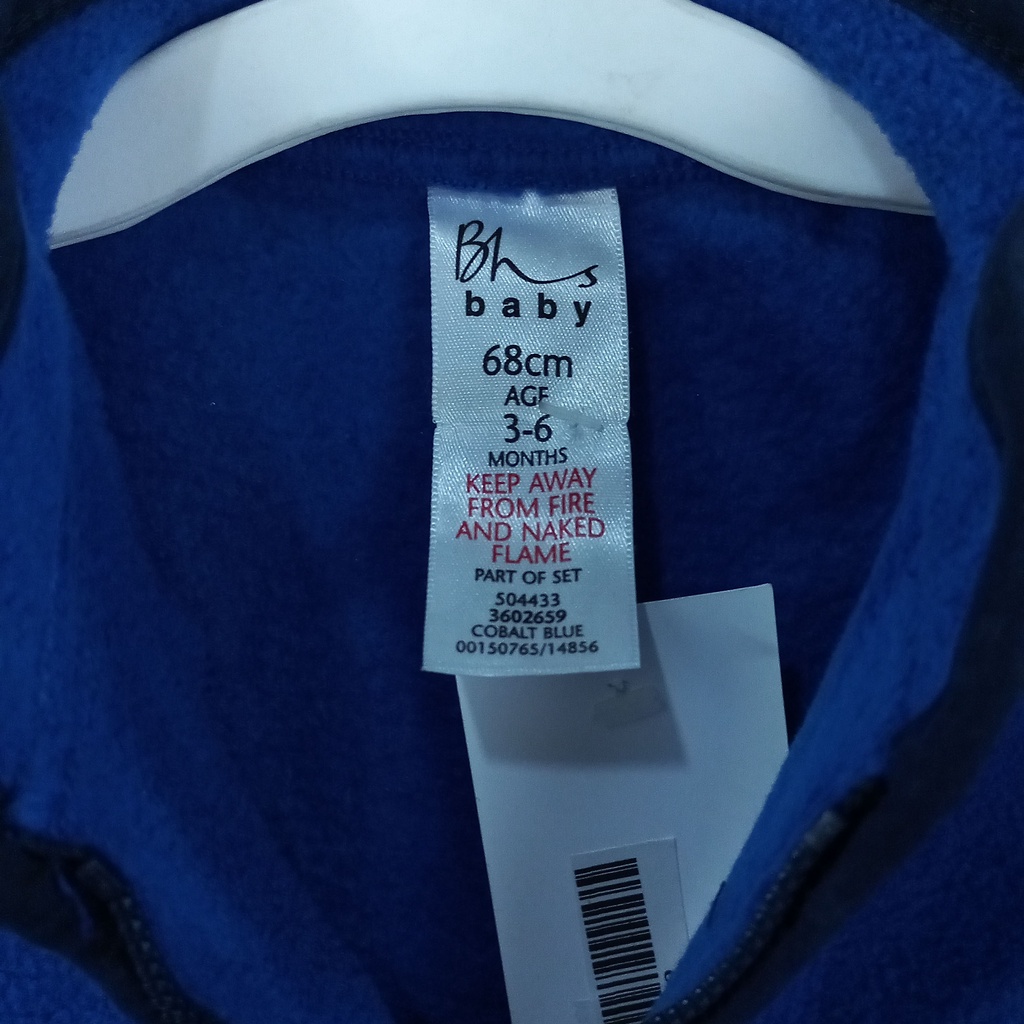 Bhs
baby
68cm
AGE
3-6
MONTHS
KEEP AWAY
FROM FIRE
AND NAKED
FLAME
PART OF SET
504433
3602659
COBALT BLUE
00150765/14856